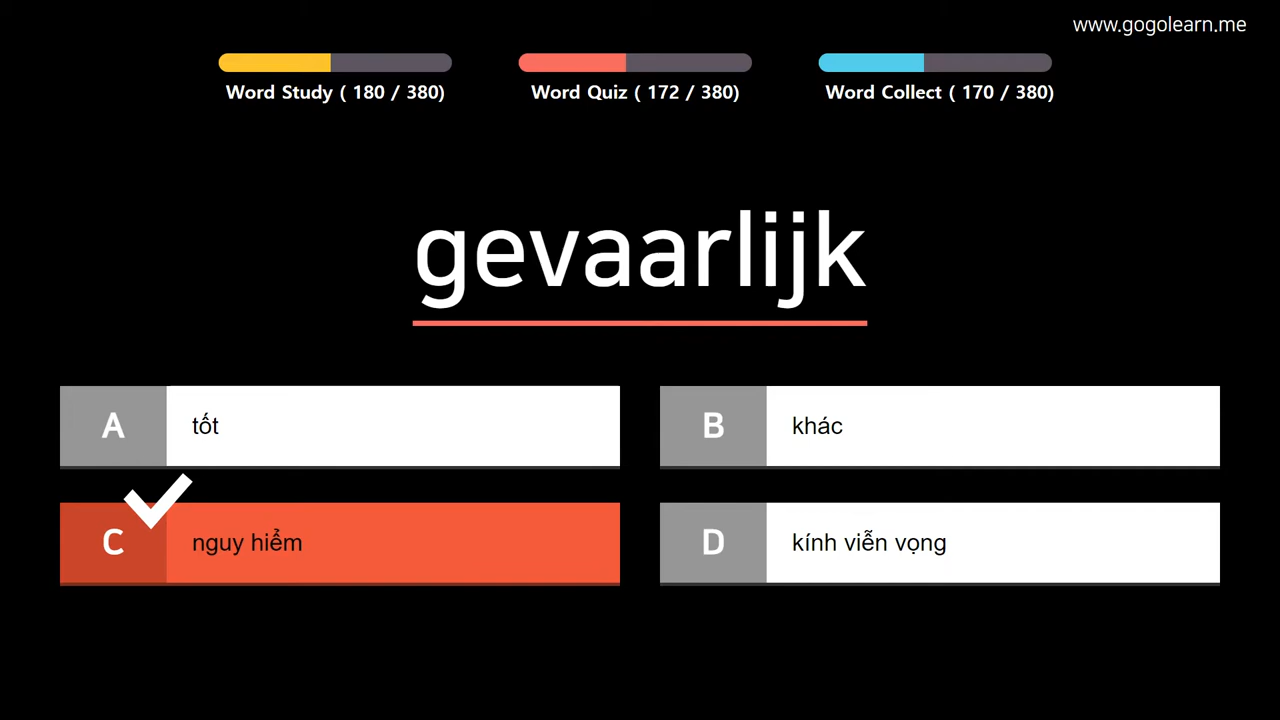 www.gogolearn.me
Word Study ( 180 / 380)
Word Quiz ( 172 / 380)
Word Collect ( 170 / 380)
gevaarlijk
A tốt
B khác
C nguy hiểm
D kính viễn vọng